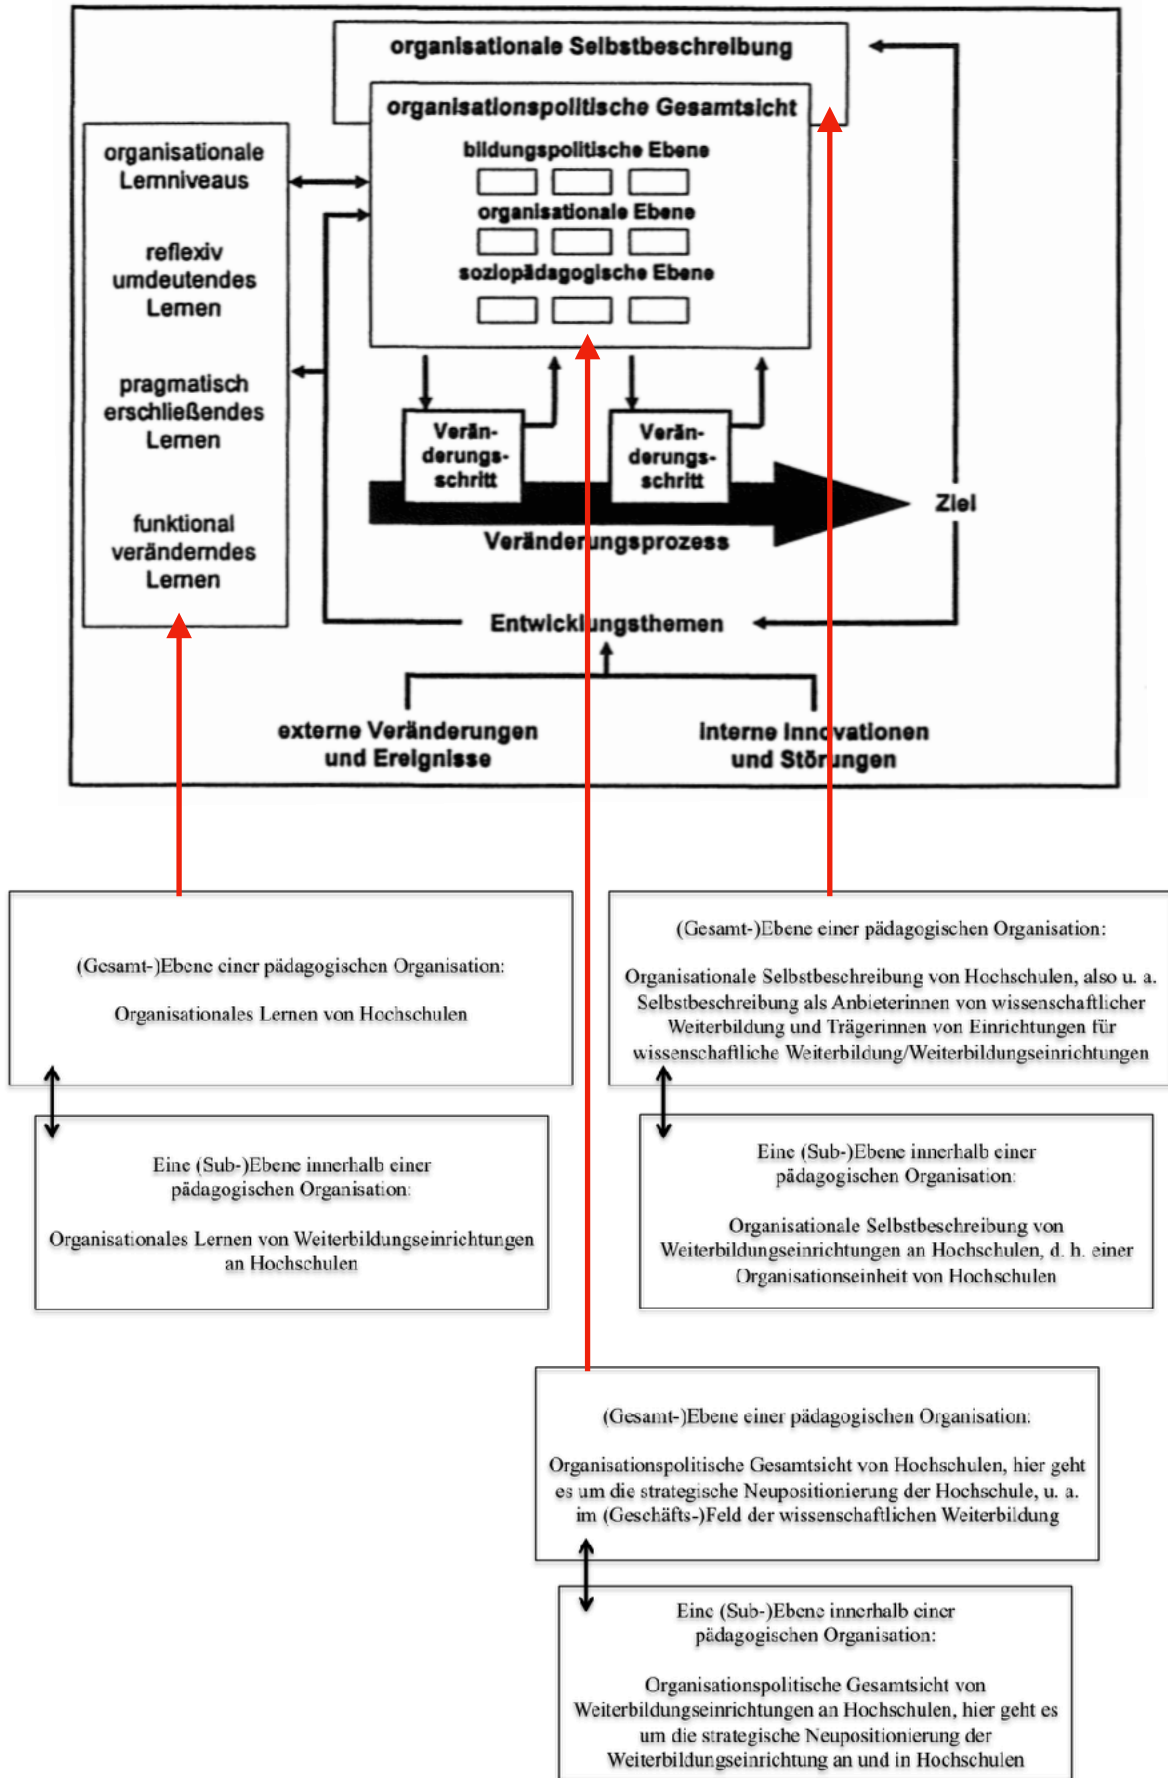 organisationale Selbstbeschreibung
organisationspolitische Gesamtsicht
bildungspolitische Ebene
organisationale Ebene
soziopädagogische Ebene
organisationale
Lernniveaus
reflexiv
umdeutendes
Lernen
pragmatisch
erschließendes
Lernen
funktional
veränderndes
Lernen
Verän-
derungs-
schritt
Verän-
derungs-
schritt
Ziel
Veränderungsprozess
Entwicklungsthemen
externe Veränderungen
und Ereignisse
interne Innovationen
und Störungen
(Gesamt-)Ebene einer pädagogischen Organisation:
Organisationales Lernen von Hochschulen
Eine (Sub-)Ebene innerhalb einer
pädagogischen Organisation:
Organisationales Lernen von Weiterbildungseinrichtungen
an Hochschulen
(Gesamt-)Ebene einer pädagogischen Organisation:
Organisationale Selbstbeschreibung von Hochschulen, also u. a.
Selbstbeschreibung als Anbieterinnen von wissenschaftlicher
Weiterbildung und Trägerinnen von Einrichtungen für
wissenschaftliche Weiterbildung/Weiterbildungseinrichtungen
Eine (Sub-)Ebene innerhalb einer
pädagogischen Organisation:
Organisationale Selbstbeschreibung von
Weiterbildungseinrichtungen an Hochschulen, d. h. einer
Organisationseinheit von Hochschulen
(Gesamt-)Ebene einer pädagogischen Organisation:
Organisationspolitische Gesamtsicht von Hochschulen, hier geht
es um die strategische Neupositionierung der Hochschule, u. a.
im (Geschäfts-)Feld der wissenschaftlichen Weiterbildung
Eine (Sub-)Ebene innerhalb einer
pädagogischen Organisation:
Organisationspolitische Gesamtsicht von
Weiterbildungseinrichtungen an Hochschulen, hier geht es
um die strategische Neupositionierung der
Weiterbildungseinrichtung an und in Hochschulen